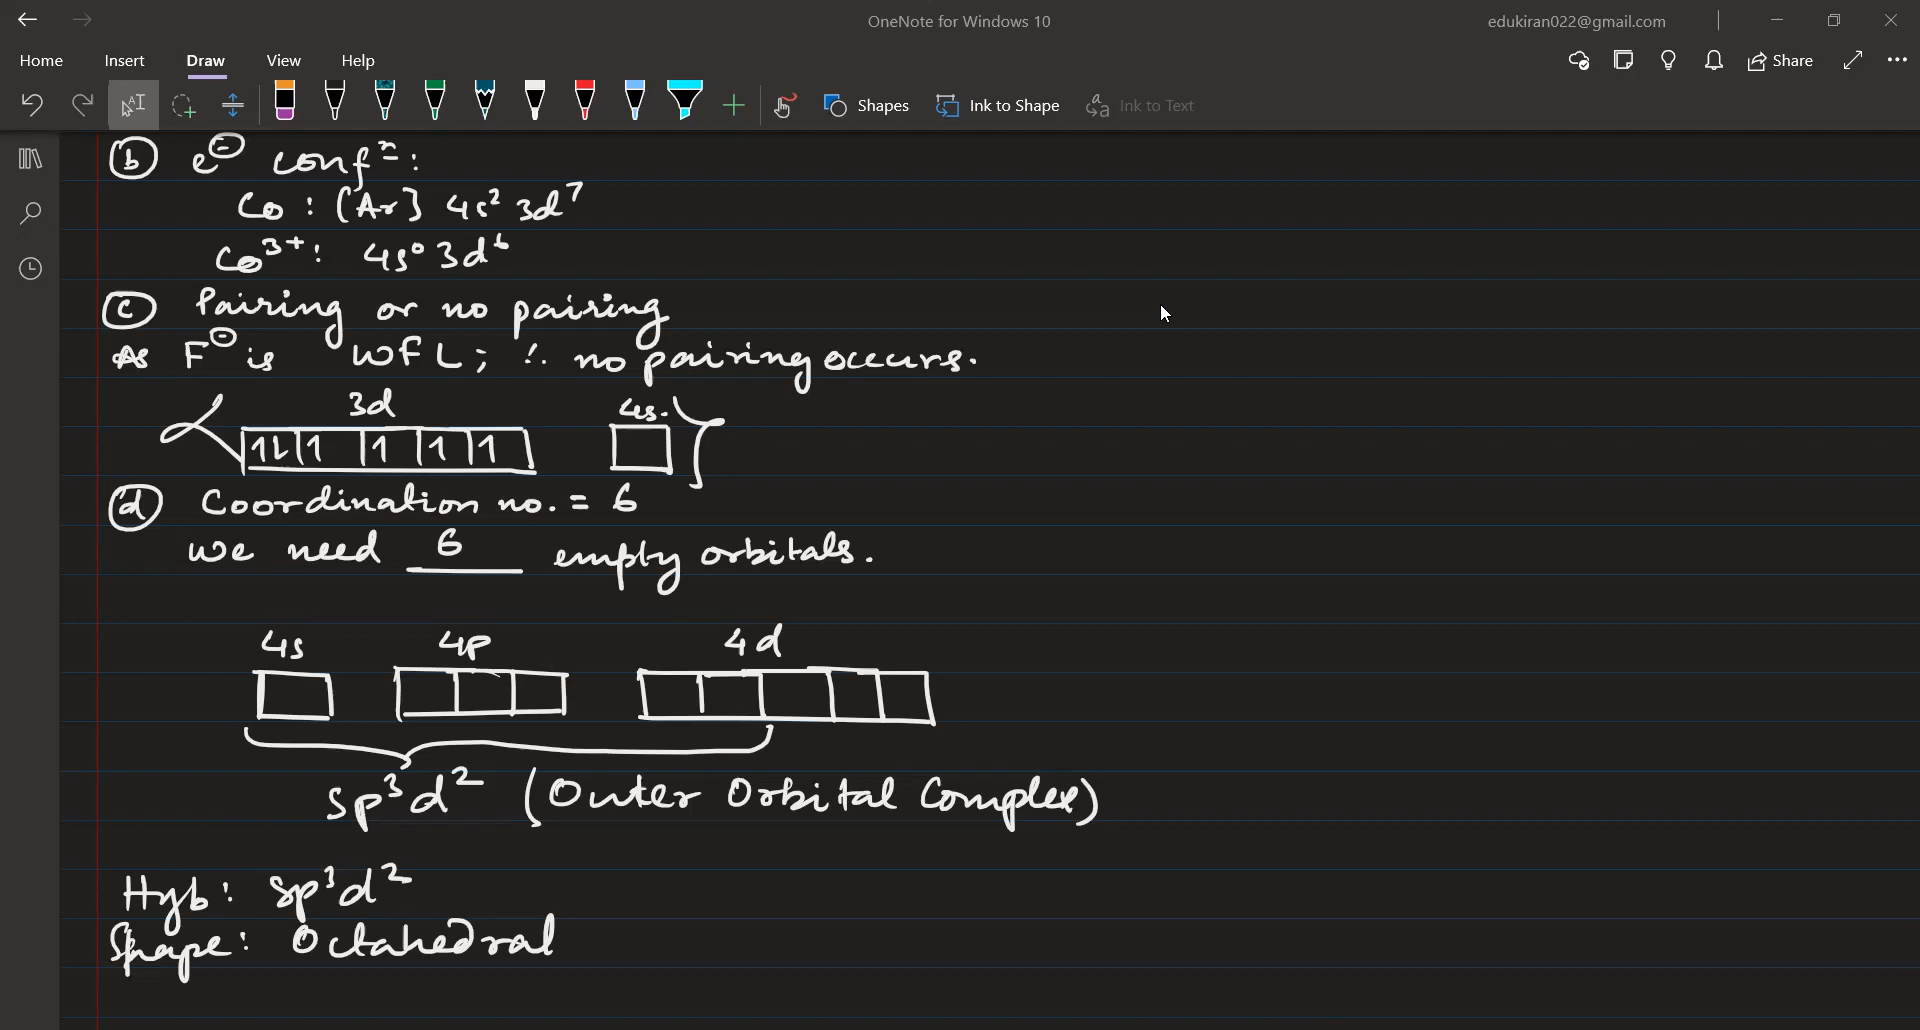 OneNote for Windows 10
edukiran022@gmail.com
Home Insert Draw View Help
Share
Shapes Ink to Shape Ink to Text
(b) e⊖ confⁿ :
Co : [Ar] 4s² 3d⁷
Co³⁺ : 4s⁰ 3d⁶
(c) Pairing or no pairing
As F⊖ is WFL ; ∴ no pairing occurs.
3d 4s.
1⇂ 1 1 1 1
(d) Coordination no. = 6
we need 6 empty orbitals.
4s 4p 4d
sp³d² (Outer Orbital Complex)
Hyb : sp³d²
Shape : Octahedral